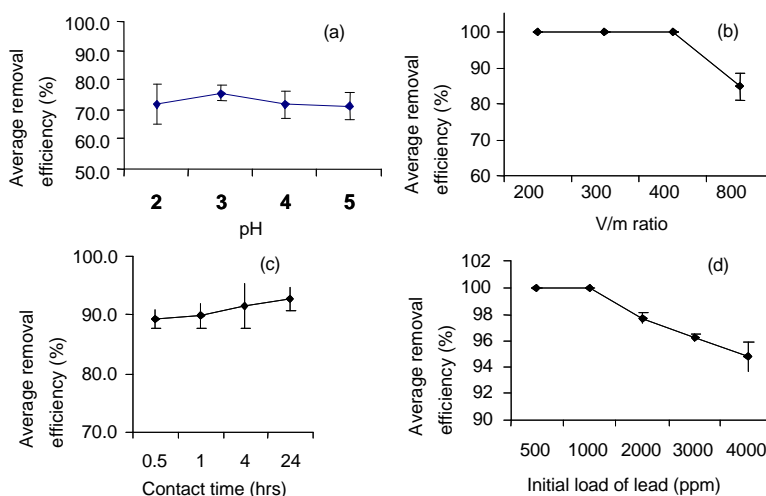 Average removal
efficiency (%)
100.0
90.0
80.0
70.0
60.0
50.0
(a)
2 3 4 5
pH
Average removal
efficiency (%)
100
90
80
70
60
(b)
200 300 400 800
V/m ratio
Average removal
efficiency (%)
100.0
90.0
80.0
70.0
(c)
0.5 1 4 24
Contact time (hrs)
Average removal
efficiency (%)
102
100
98
96
94
92
90
(d)
500 1000 2000 3000 4000
Initial load of lead (ppm)